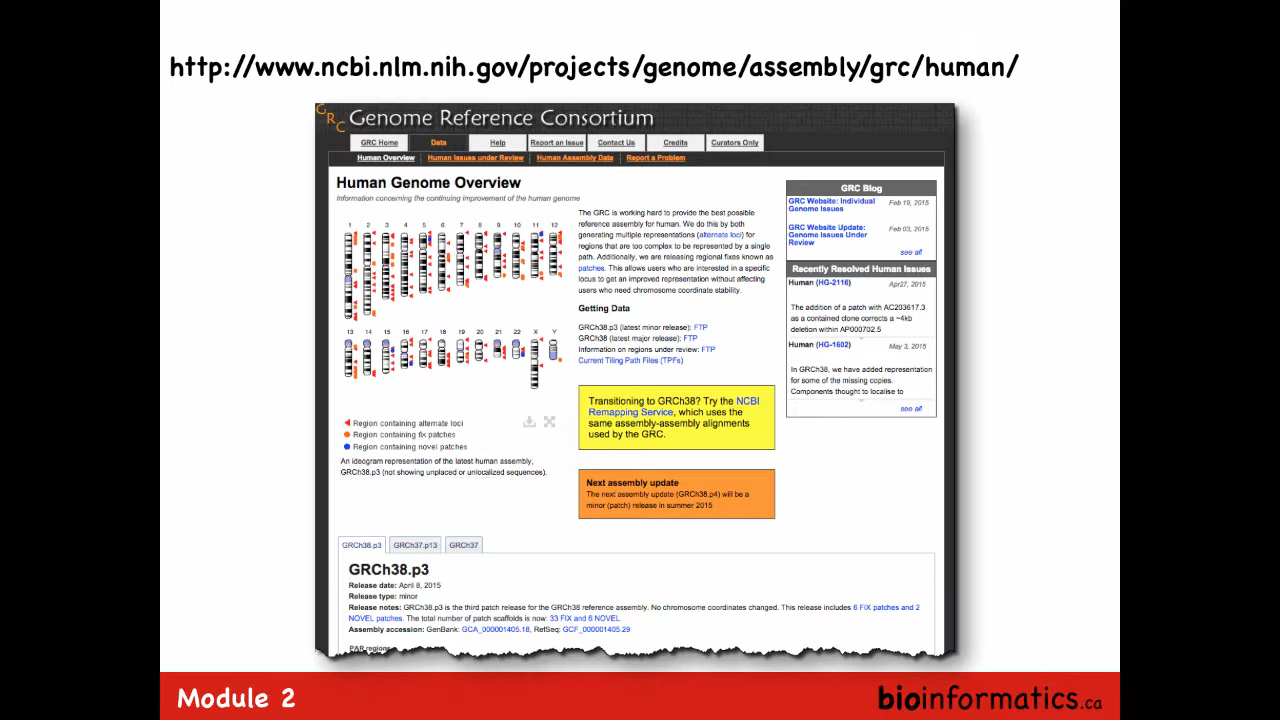 http://www.ncbi.nlm.nih.gov/projects/genome/assembly/grc/human/
GRC Genome Reference Consortium
GRC Home Data Help Report an Issue Contact Us Credits Curators Only
Human Overview Human Issues under Review Human Assembly Data Report a Problem
Human Genome Overview
Information concerning the continuing improvement of the human genome
1 2 3 4 5 6 7 8 9 10 11 12
13 14 15 16 17 18 19 20 21 22 X Y
Region containing alternate loci
Region containing fix patches
Region containing novel patches
An ideogram representation of the latest human assembly,
GRCh38.p3 (not showing unplaced or unlocalized sequences).
The GRC is working hard to provide the best possible
reference assembly for human. We do this by both
generating multiple representations (alternate loci) for
regions that are too complex to be represented by a single
path. Additionally, we are releasing regional fixes known as
patches. This allows users who are interested in a specific
locus to get an improved representation without affecting
users who need chromosome coordinate stability.
Getting Data
GRCh38.p3 (latest minor release): FTP
GRCh38 (latest major release): FTP
Information on regions under review: FTP
Current Tiling Path Files (TPFs)
Transitioning to GRCh38? Try the NCBI
Remapping Service, which uses the
same assembly-assembly alignments
used by the GRC.
Next assembly update
The next assembly update (GRCh38.p4) will be a
minor (patch) release in summer 2015
GRC Blog
GRC Website: Individual Feb 19, 2015
Genome Issues
GRC Website Update: Feb 03, 2015
Genome Issues Under
Review
see all
Recently Resolved Human Issues
Human (HG-2116) Apr27, 2015
The addition of a patch with AC203617.3
as a contained clone corrects a ~4kb
deletion within AP000702.5
Human (HG-1602) May 3, 2015
In GRCh38, we have added representation
for some of the missing copies.
Components thought to localise to
see all
GRCh38.p3 GRCh37.p13 GRCh37
GRCh38.p3
Release date: April 8, 2015
Release type: minor
Release notes: GRCh38.p3 is the third patch release for the GRCh38 reference assembly. No chromosome coordinates changed. This release includes 6 FIX patches and 2
NOVEL patches. The total number of patch scaffolds is now: 33 FIX and 6 NOVEL.
Assembly accession: GenBank: GCA_000001405.18, RefSeq: GCF_000001405.29
PAR regions
Module 2
bioinformatics.ca